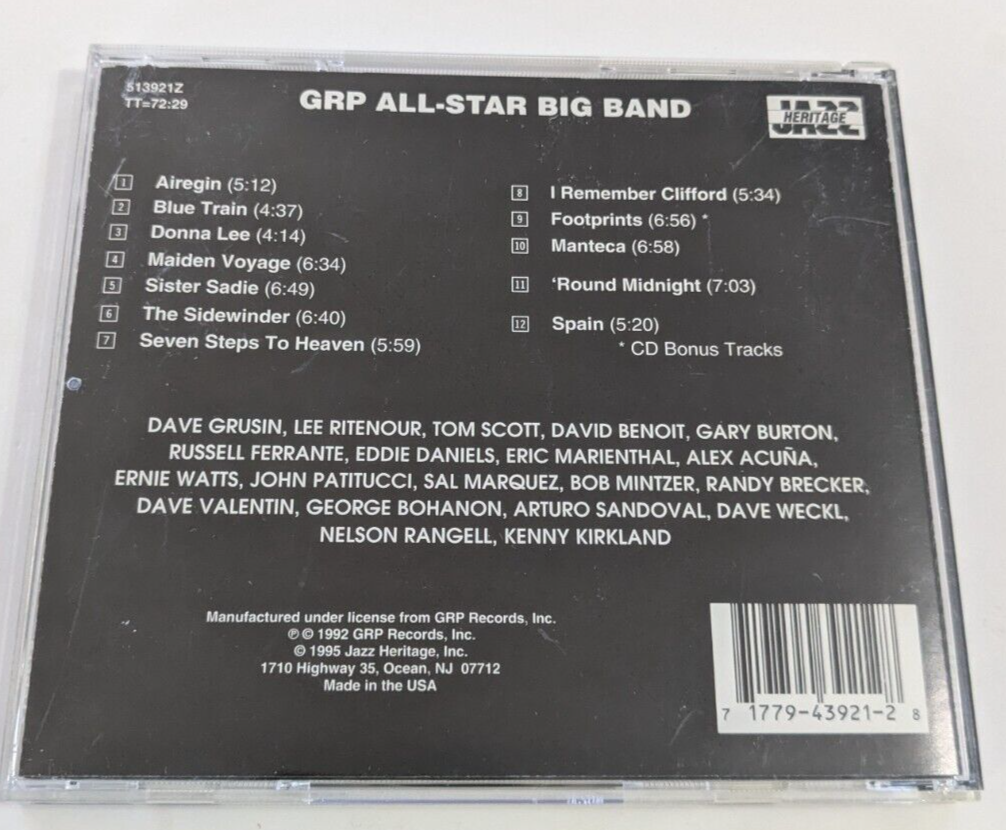 513921Z
TT=72:29
GRP ALL-STAR BIG BAND
JAZZ
HERITAGE
1 Airegin (5:12)
2 Blue Train (4:37)
3 Donna Lee (4:14)
4 Maiden Voyage (6:34)
5 Sister Sadie (6:49)
6 The Sidewinder (6:40)
7 Seven Steps To Heaven (5:59)
8 I Remember Clifford (5:34)
9 Footprints (6:56) *
10 Manteca (6:58)
11 ‘Round Midnight (7:03)
12 Spain (5:20)
* CD Bonus Tracks
DAVE GRUSIN, LEE RITENOUR, TOM SCOTT, DAVID BENOIT, GARY BURTON,
RUSSELL FERRANTE, EDDIE DANIELS, ERIC MARIENTHAL, ALEX ACUÑA,
ERNIE WATTS, JOHN PATITUCCI, SAL MARQUEZ, BOB MINTZER, RANDY BRECKER,
DAVE VALENTIN, GEORGE BOHANON, ARTURO SANDOVAL, DAVE WECKL,
NELSON RANGELL, KENNY KIRKLAND
Manufactured under license from GRP Records, Inc.
℗ © 1992 GRP Records, Inc.
© 1995 Jazz Heritage, Inc.
1710 Highway 35, Ocean, NJ 07712
Made in the USA
7 1779-43921-2 8